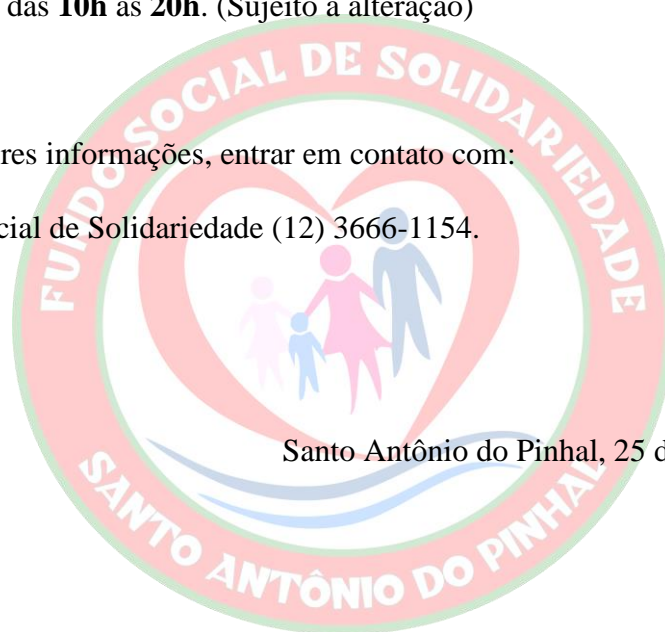 das 10h às 20h. (Sujeito a alteração)
res informações, entrar em contato com:
cial de Solidariedade (12) 3666-1154.
Santo Antônio do Pinhal, 25 d
FUNDO SOCIAL DE SOLIDARIEDADE
SANTO ANTÔNIO DO PINHAL